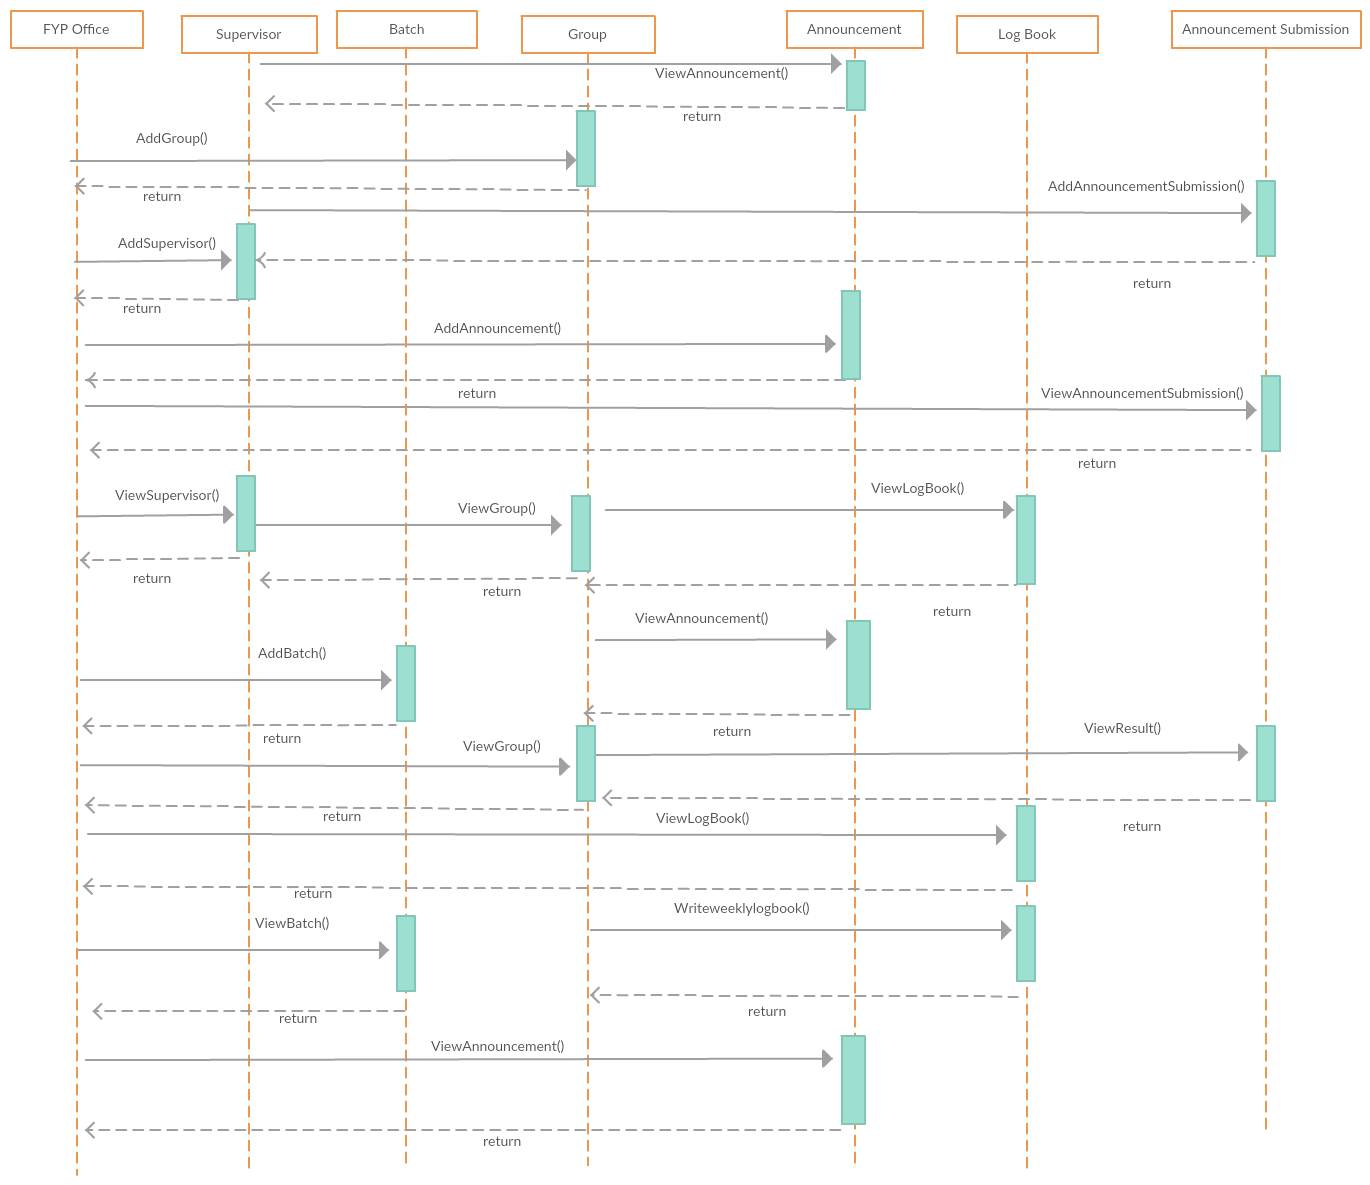 FYP Office
Supervisor
Batch
Group
Announcement
Log Book
Announcement Submission
ViewAnnouncement()
return
AddGroup()
return
AddAnnouncementSubmission()
AddSupervisor()
return
return
AddAnnouncement()
return
ViewAnnouncementSubmission()
return
ViewSupervisor()
ViewGroup()
ViewLogBook()
return
return
return
ViewAnnouncement()
AddBatch()
return
return
ViewGroup()
ViewResult()
return
ViewLogBook()
return
return
Writeweeklylogbook()
ViewBatch()
return
return
ViewAnnouncement()
return